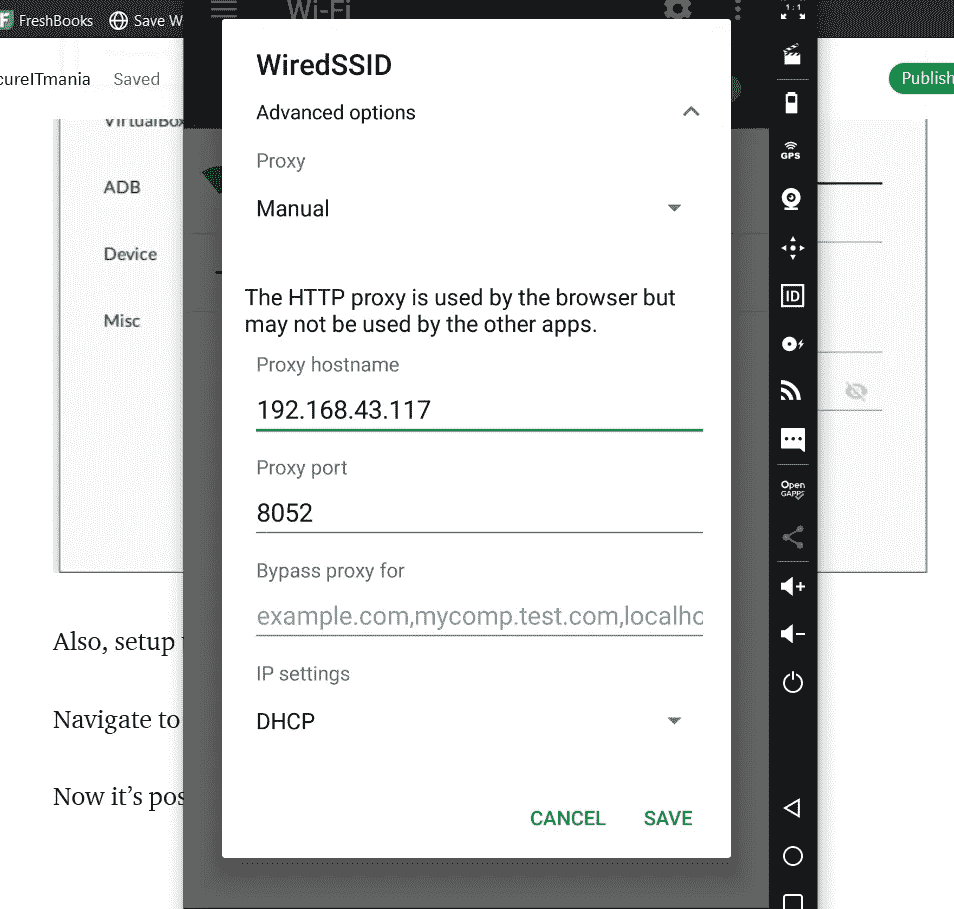 FreshBooks
Save W
Wi-Fi
1:1
cureITmania
Saved
Publish
WiredSSID
Advanced options
VirtualBox
Proxy
ADB
Manual
GPS
Device
The HTTP proxy is used by the browser but
may not be used by the other apps.
ID
Misc
Proxy hostname
192.168.43.117
Proxy port
8052
Open
GAPPS
Bypass proxy for
example.com,mycomp.test.com,localho
Also, setup
IP settings
Navigate to
DHCP
Now it’s pos
CANCEL
SAVE